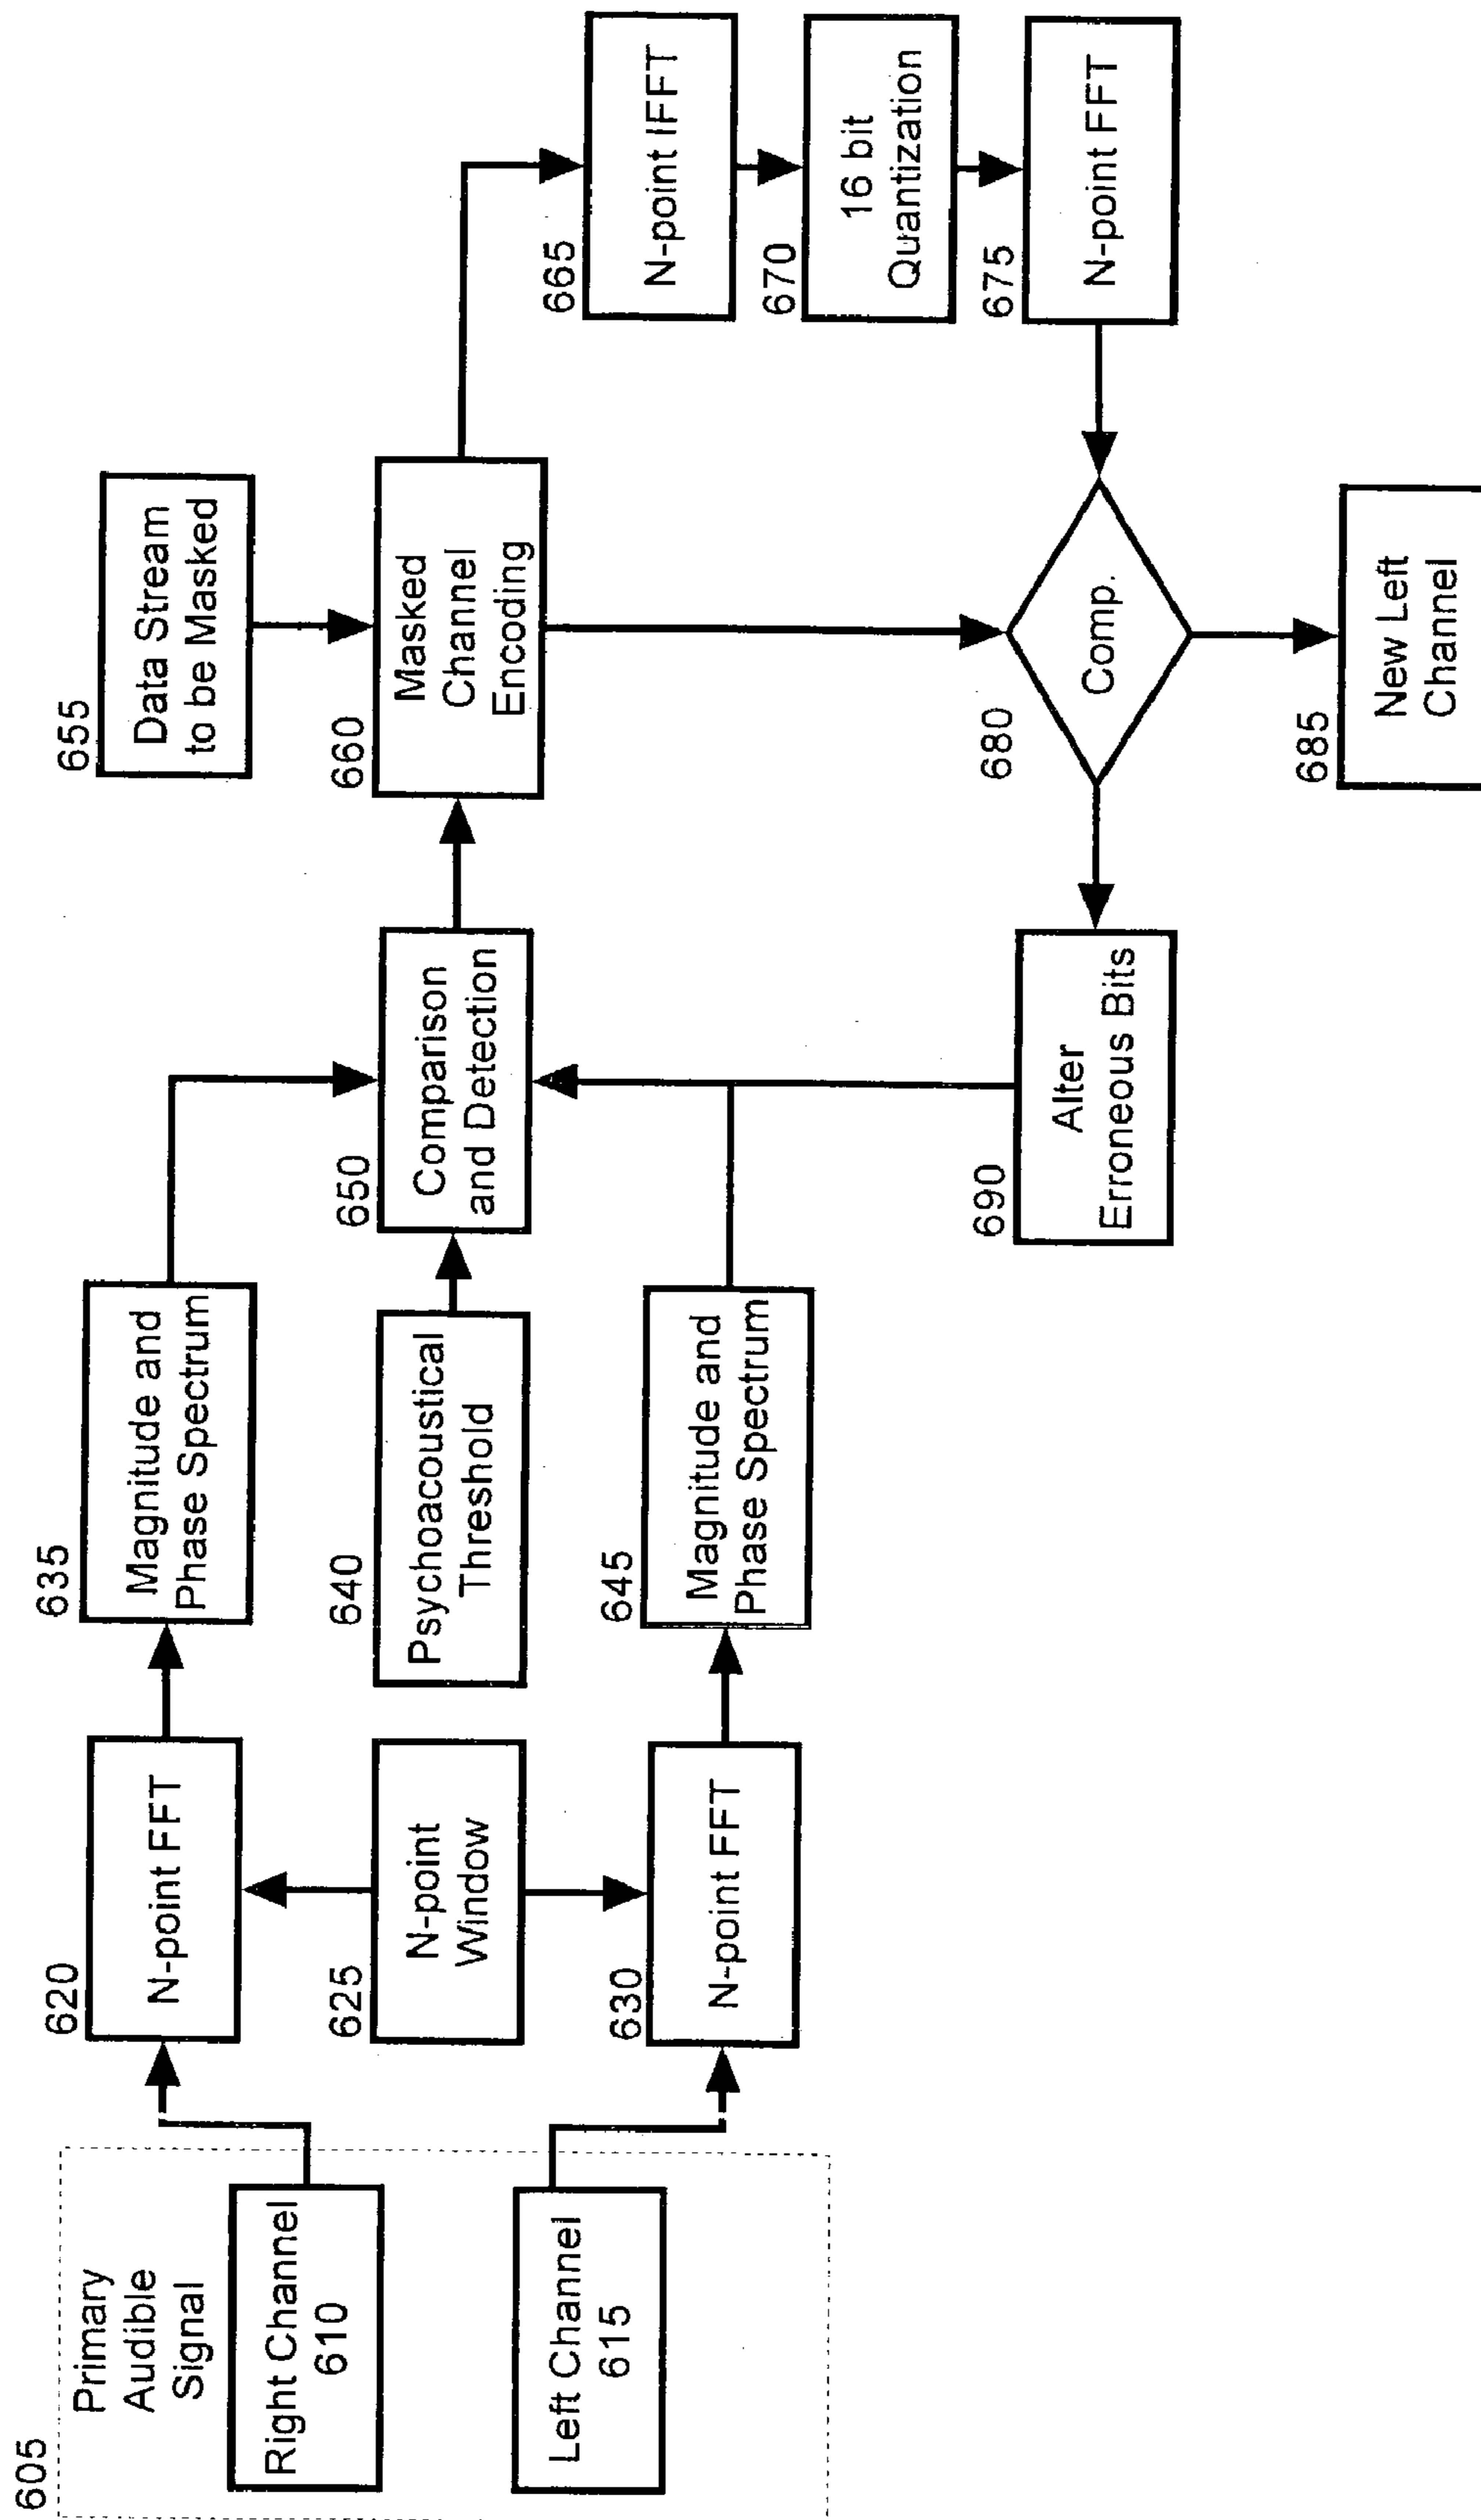 605
Primary
Audible
Signal
Right Channel
610
Left Channel
615
620
N-point FFT
625
N-point
Window
630
N-point FFT
635
Magnitude and
Phase Spectrum
640
Psychoacoustical
Threshold
645
Magnitude and
Phase Spectrum
650
Comparison
and Detection
655
Data Stream
to be Masked
660
Masked
Channel
Encoding
665
N-point IFFT
670
16 bit
Quantization
675
N-point FFT
680
Comp.
685
New Left
Channel
690
Alter
Erroneous Bits